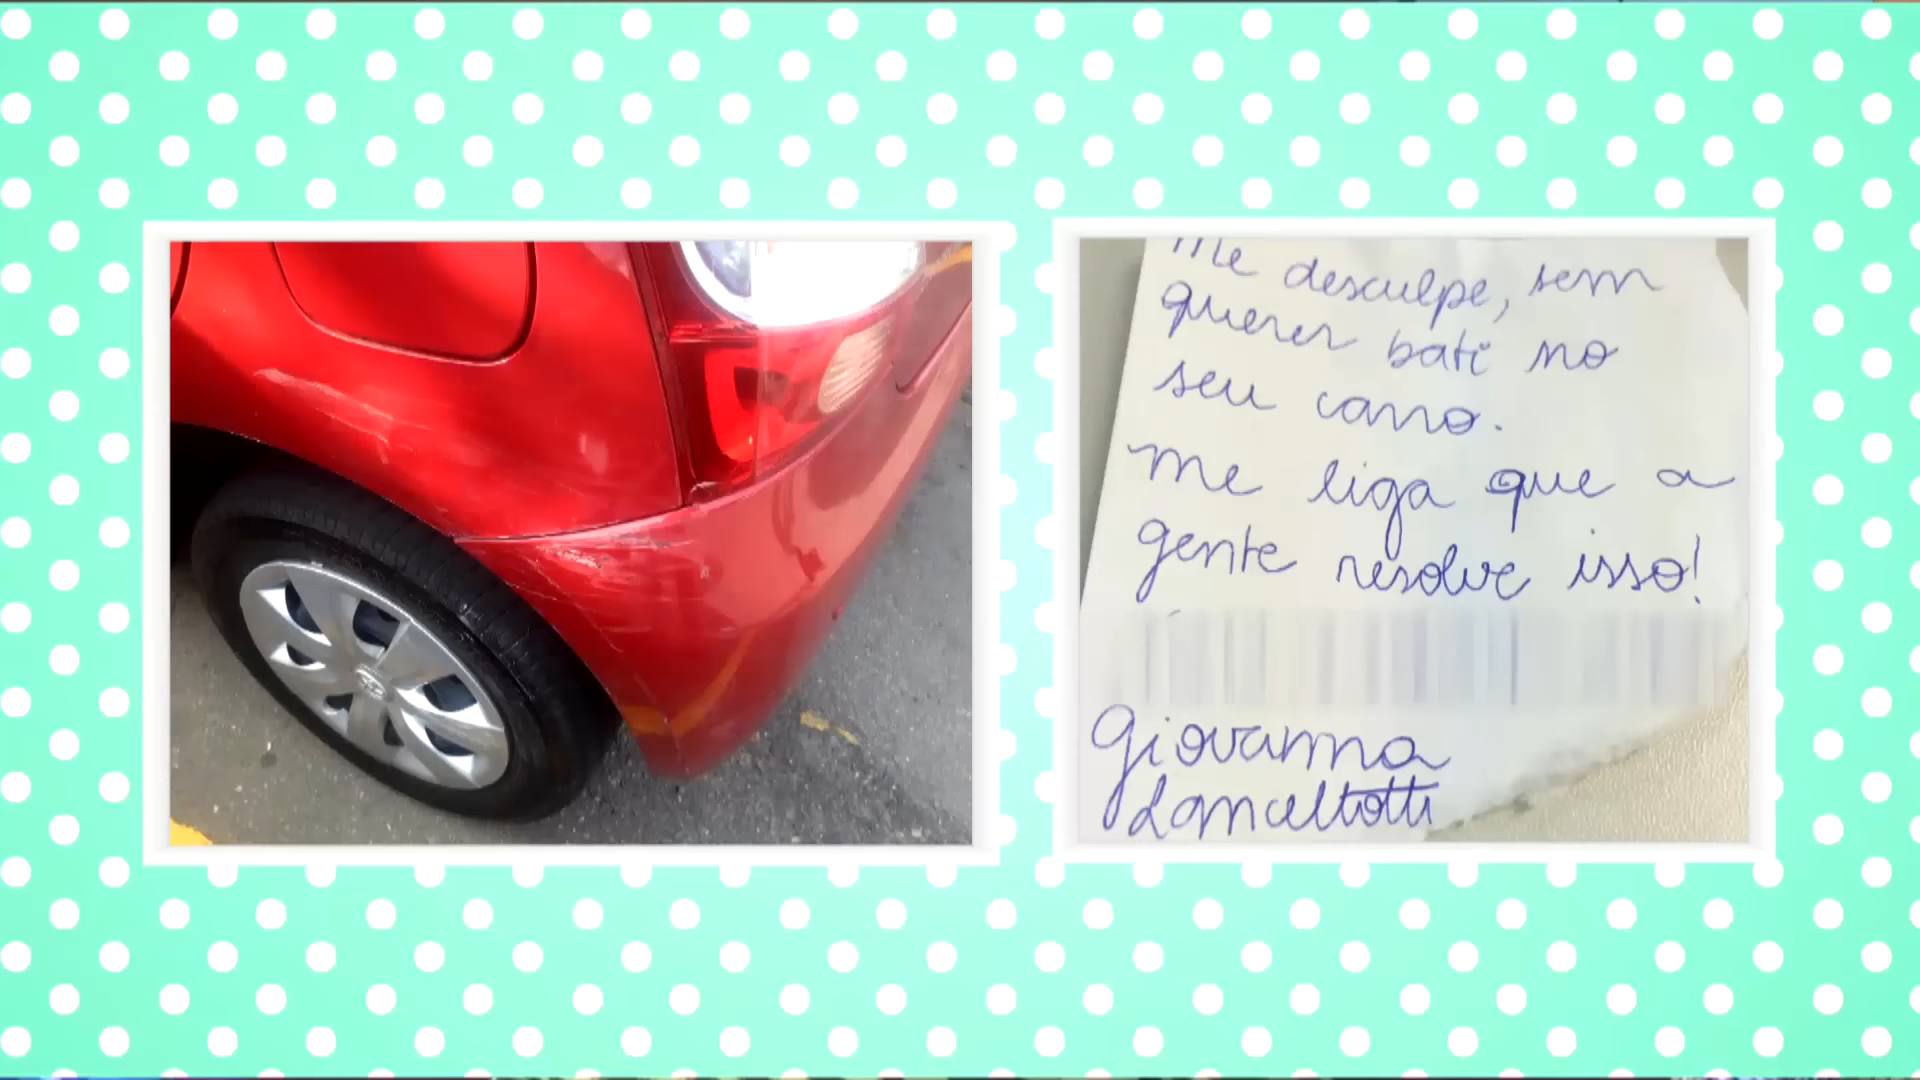 Me desculpe, sem
querer bati no
seu carro.
Me liga que a
gente resolve isso!
Giovanna
Lancellotti